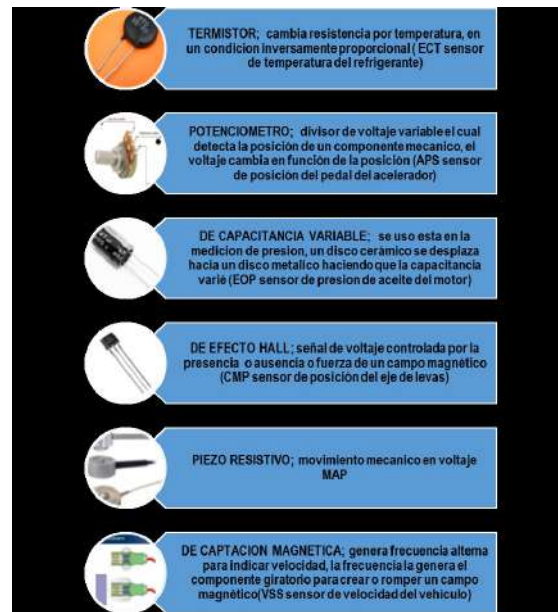 TERMISTOR; cambia resistencia por temperatura, en
un condicion inversamente proporcional ( ECT sensor
de temperatura del refrigerante)
POTENCIOMETRO; divisor de voltaje variable el cual
detecta la posición de un componente mecanico, el
voltaje cambia en función de la posición (APS sensor
de posición del pedal del acelerador)
DE CAPACITANCIA VARIABLE; se uso esta en la
medicion de presion, un disco cerámico se desplaza
hacia un disco metalico haciendo que la capacitancia
varié (EOP sensor de presion de aceite del motor)
DE EFECTO HALL; señal de voltaje controlada por la
presencia o ausencia o fuerza de un campo magnético
(CMP sensor de posición del eje de levas)
PIEZO RESISTIVO; movimiento mecanico en voltaje
MAP
DE CAPTACION MAGNETICA; genera frecuencia alterna
para indicar velocidad, la frecuencia la genera el
componente giratorio para crear o romper un campo
magnético(VSS sensor de velocidad del vehículo)